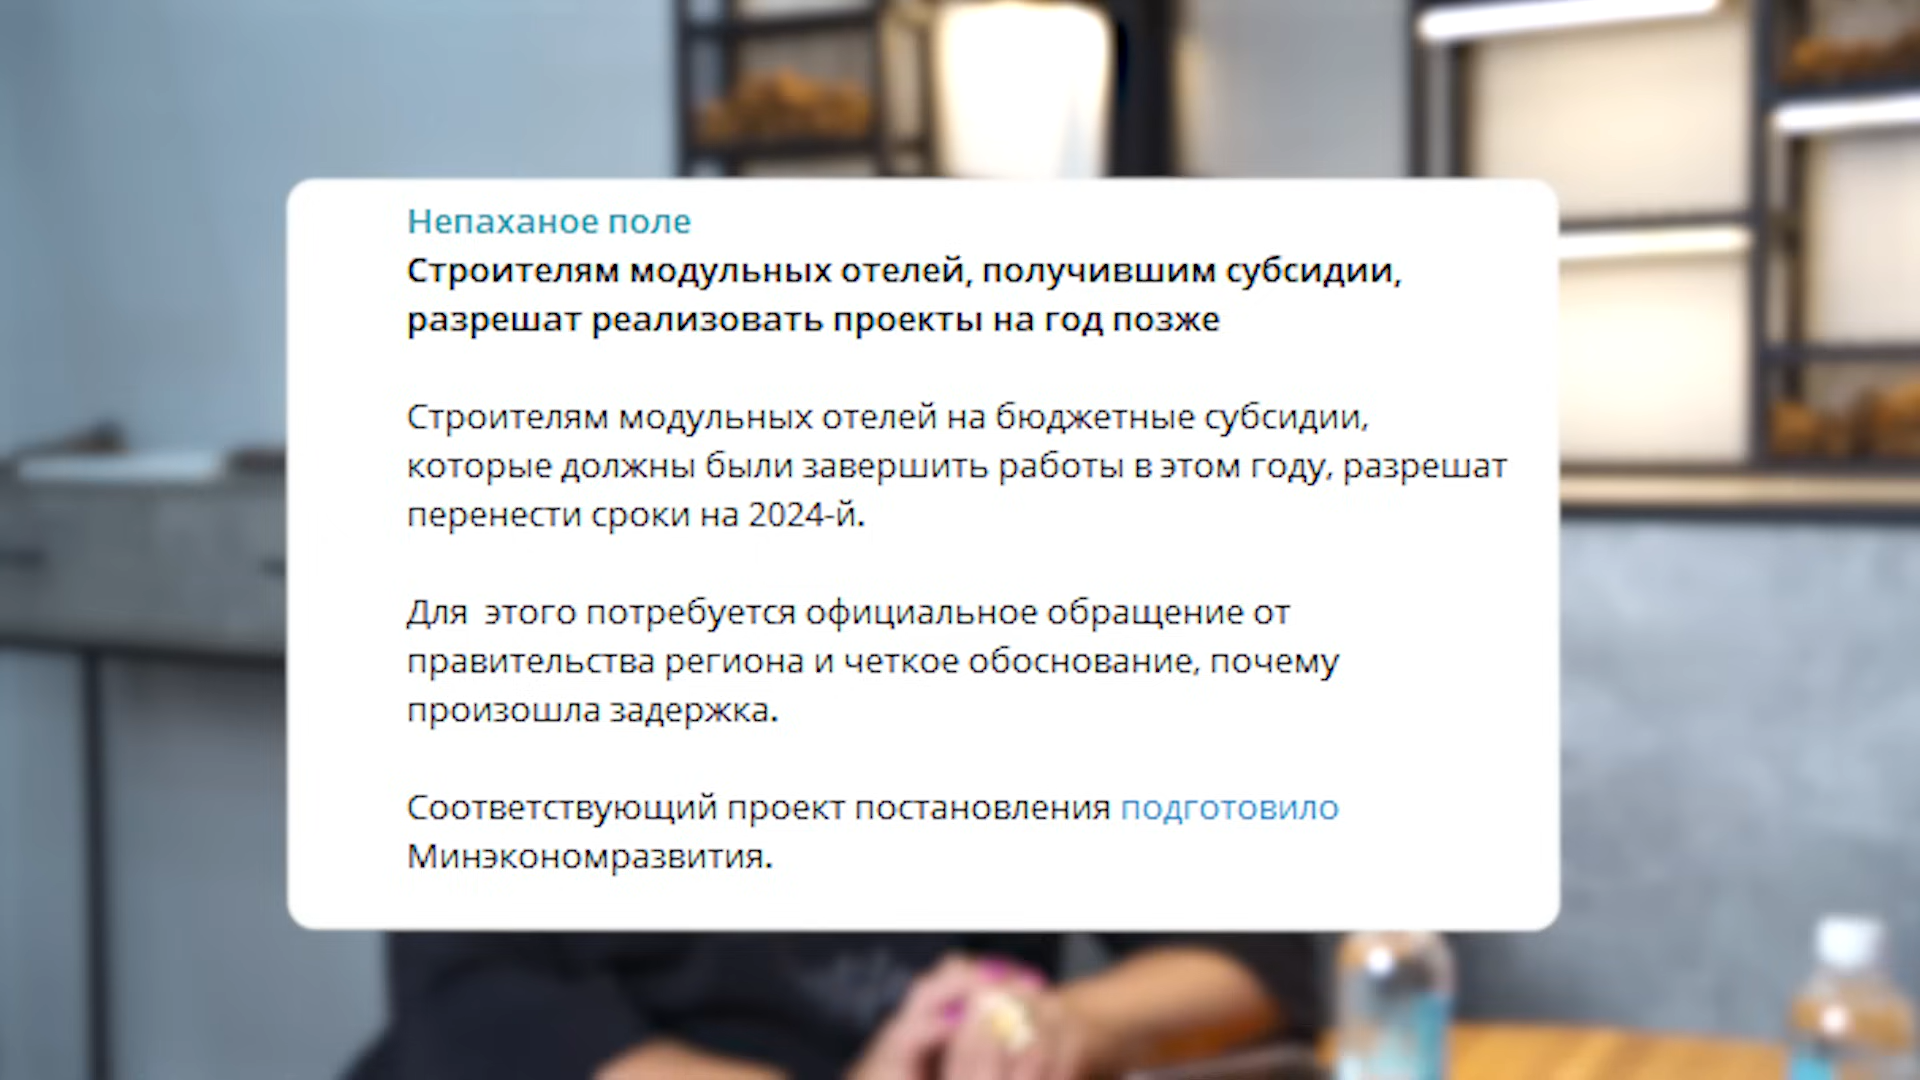 Непаханое поле
Строителям модульных отелей, получившим субсидии,
разрешат реализовать проекты на год позже
Строителям модульных отелей на бюджетные субсидии,
которые должны были завершить работы в этом году, разрешат
перенести сроки на 2024-й.
Для этого потребуется официальное обращение от
правительства региона и четкое обоснование, почему
произошла задержка.
Соответствующий проект постановления подготовило
Минэкономразвития.